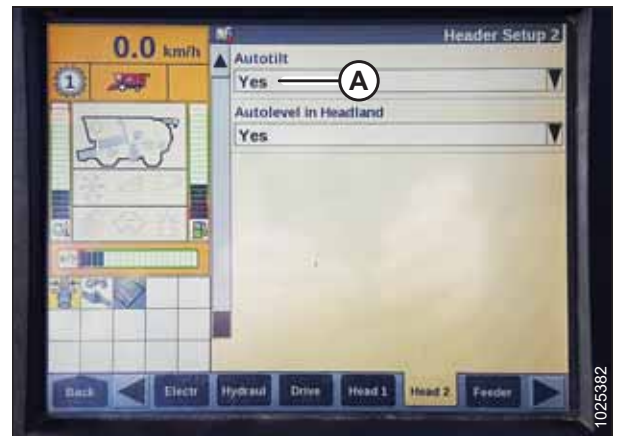 Header Setup 2
0.0 km/h
Autotilt
Yes
A
1
Autolevel in Headland
Yes
GPS
Back
Electr
Hydraul
Drive
Head 1
Head 2
Feeder
1025382